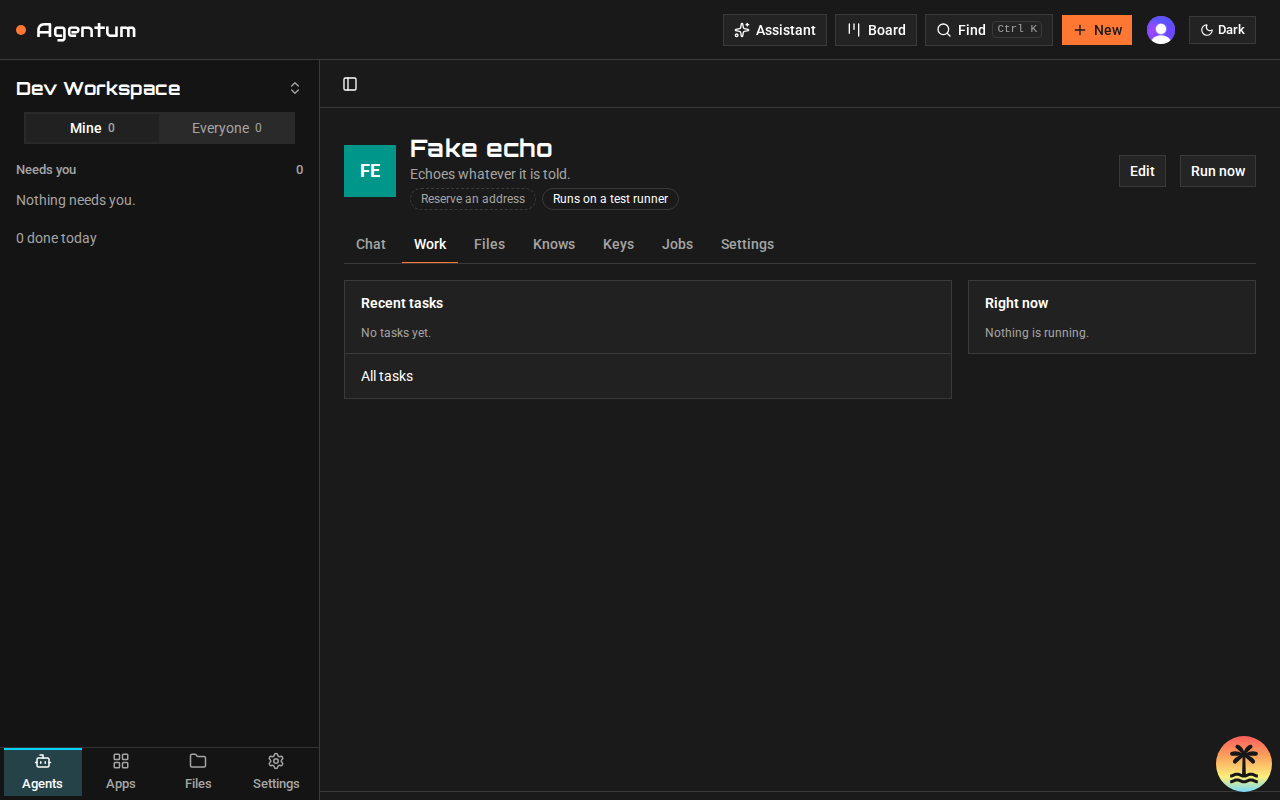 Agentum
Assistant
Board
Find Ctrl K
New
Dark
Dev Workspace
Mine 0
Everyone 0
Needs you 0
Nothing needs you.
0 done today
FE
Fake echo
Echoes whatever it is told.
Reserve an address
Runs on a test runner
Edit
Run now
Chat
Work
Files
Knows
Keys
Jobs
Settings
Recent tasks
No tasks yet.
All tasks
Right now
Nothing is running.
Agents
Apps
Files
Settings